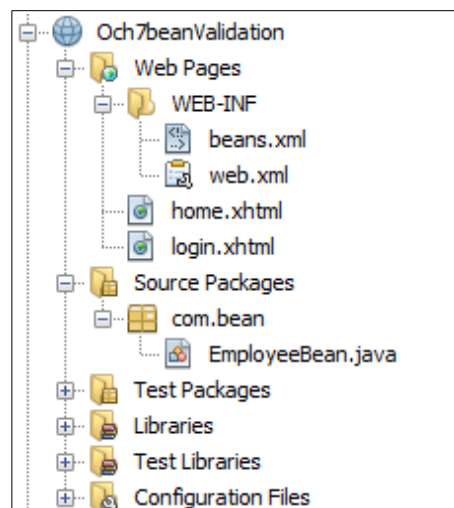 Och7beanValidation
Web Pages
WEB-INF
beans.xml
web.xml
home.xhtml
login.xhtml
Source Packages
com.bean
EmployeeBean.java
Test Packages
Libraries
Test Libraries
Configuration Files